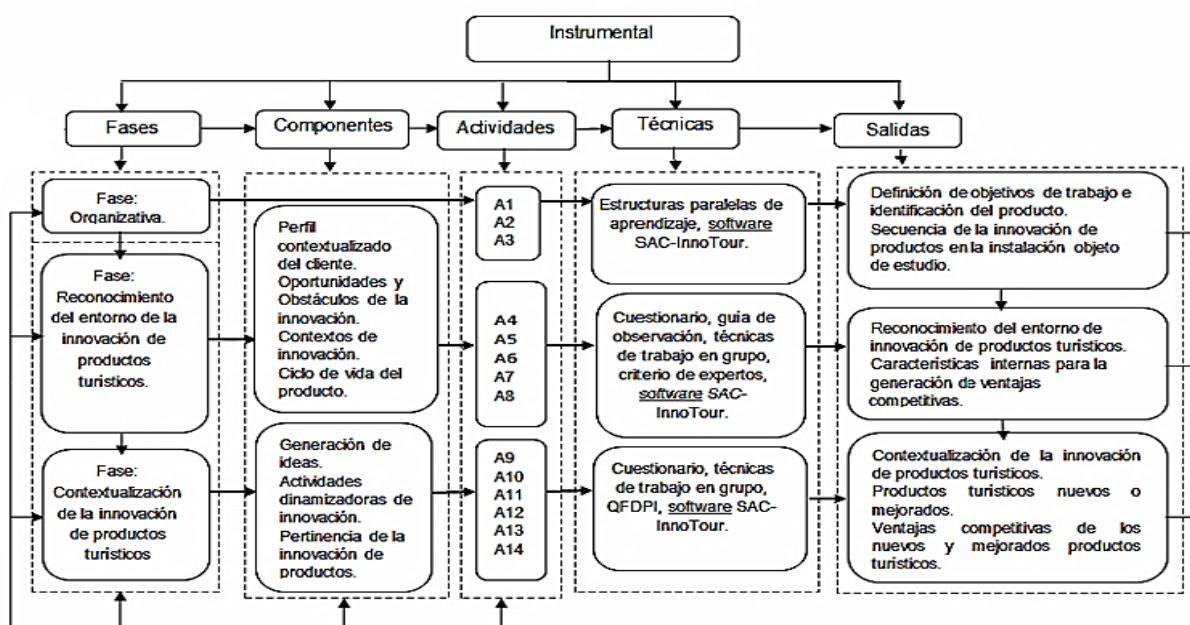 Instrumental
Fases
Componentes
Actividades
Técnicas
Salidas
Fase:
Organizativa.
A1
A2
A3
Estructuras paralelas de
aprendizaje, software
SAC-InnoTour.
Definición de objetivos de trabajo e
identificación del producto.
Secuencia de la innovación de
productos en la instalación objeto
de estudio.
Fase:
Reconocimiento
del entorno de la
innovación de
productos
turisticos.
Perfil
contextualizado
del cliente.
Oportunidades y
Obstáculos de la
innovación.
Contextos de
innovación.
Ciclo de vida del
producto.
A4
A5
A6
A7
A8
Cuestionario, guía de
observación, técnicas
de trabajo en grupo,
criterio de expertos,
software SAC-
InnoTour.
Reconocimiento del entorno de
innovación de productos turisticos.
Características internas para la
generación de ventajas
competitivas.
Fase:
Contextualización
de la innovación
de productos
turisticos
Generación de
ideas.
Actividades
dinamizadoras de
innovación.
Pertinencia de la
innovación de
productos.
A9
A10
A11
A12
A13
A14
Cuestionario, técnicas
de trabajo en grupo,
QFDPI, software SAC-
InnoTour.
Contextualización de la innovación
de productos turisticos.
Productos turisticos nuevos o
mejorados.
Ventajas competitivas de los
nuevos y mejorados productos
turisticos.